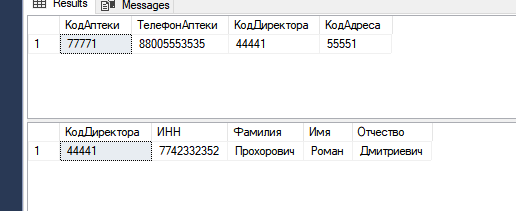 Results Messages
КодАптеки ТелефонАптеки КодДиректора КодАдреса
1 77771 88005553535 44441 55551
КодДиректора ИНН Фамилия Имя Отчество
1 44441 7742332352 Прохорович Роман Дмитриевич